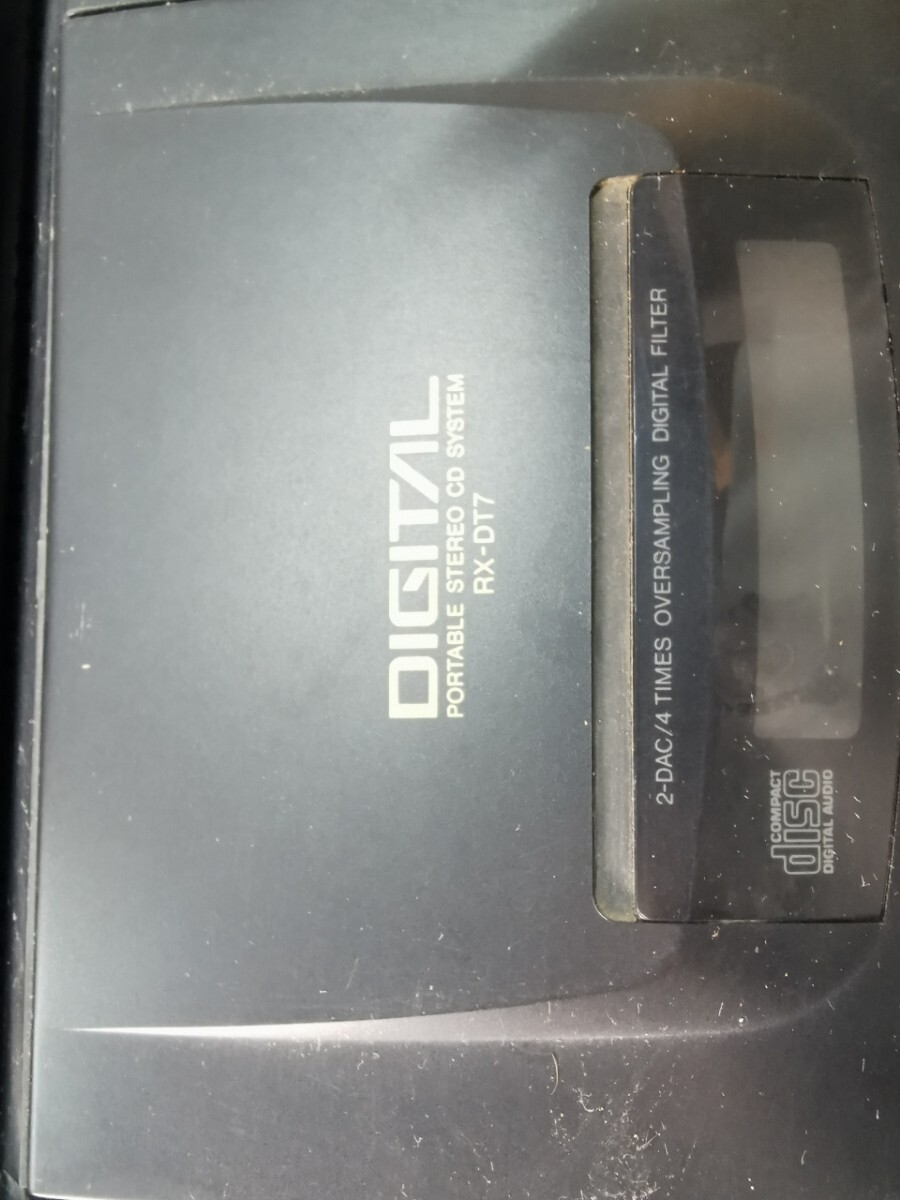 DIGITAL
PORTABLE STEREO CD SYSTEM
RX-DT7
2-DAC/4 TIMES OVERSAMPLING DIGITAL FILTER
COMPACT
disc
DIGITAL AUDIO